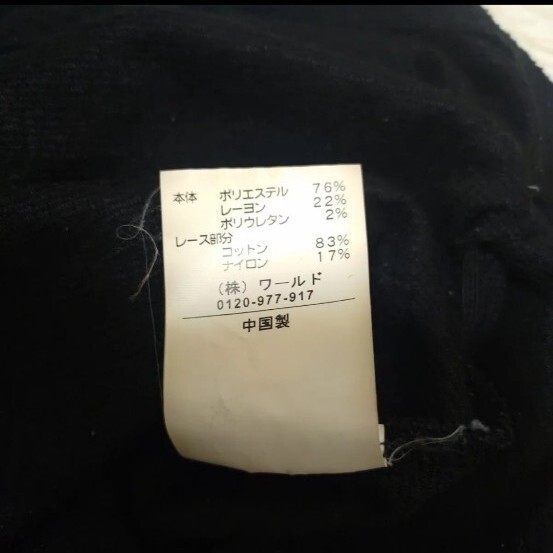 本体 ポリエステル 76%
レーヨン 22%
ポリウレタン 2%
レース部分
コットン 83%
ナイロン 17%
(株) ワールド
0120-977-917
中国製